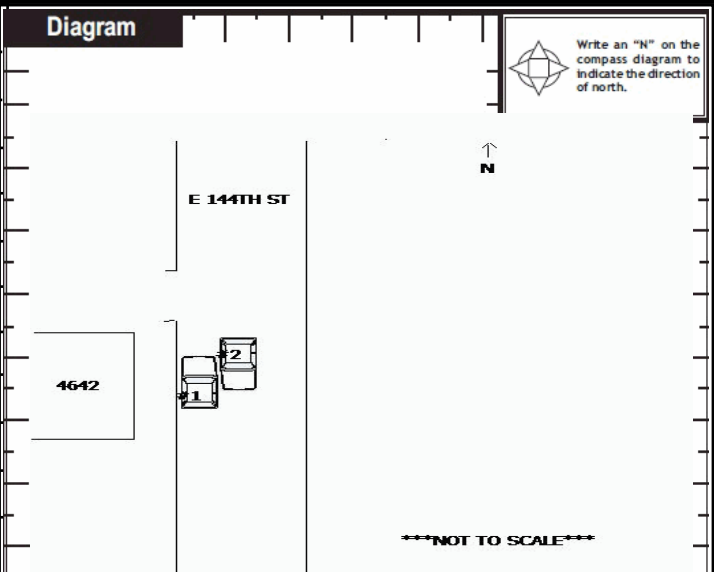 Diagram
Write an “N” on the
compass diagram to
indicate the direction
of north.
N
E 144TH ST
2
4642
1
***NOT TO SCALE***